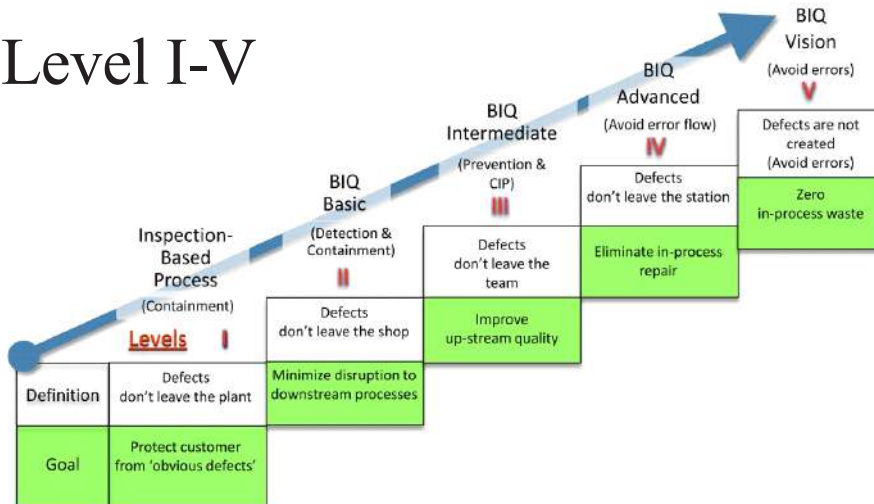 Level I-V
Inspection-
Based
Process
(Containment)
Levels I
BIQ
Basic
(Detection &
Containment)
II
BIQ
Intermediate
(Prevention &
CIP)
III
BIQ
Advanced
(Avoid error flow)
IV
BIQ
Vision
(Avoid errors)
V
Definition
Defects
don't leave the plant
Defects
don't leave the shop
Defects
don't leave the
team
Defects
don't leave the station
Defects are not
created
(Avoid errors)
Goal
Protect customer
from 'obvious defects'
Minimize disruption to
downstream processes
Improve
up-stream quality
Eliminate in-process
repair
Zero
in-process waste